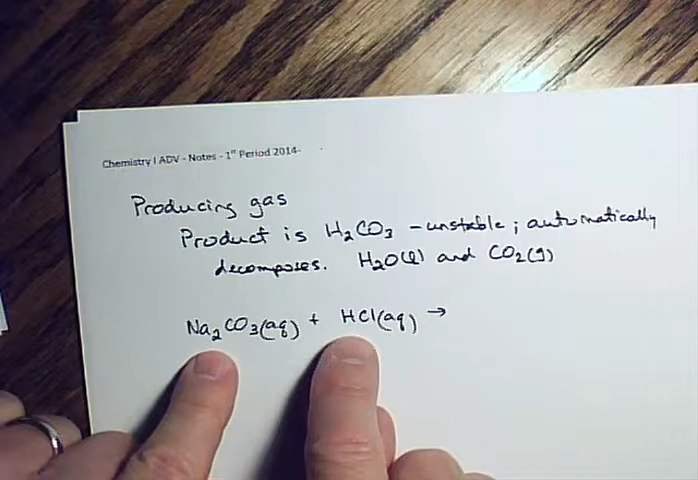 Chemistry I ADV - Notes - 1st Period 2014-
Producing gas
Product is H₂CO₃ - unstable; automatically
decomposes. H₂O(l) and CO₂(g)
Na₂CO₃(aq) + HCl(aq) →